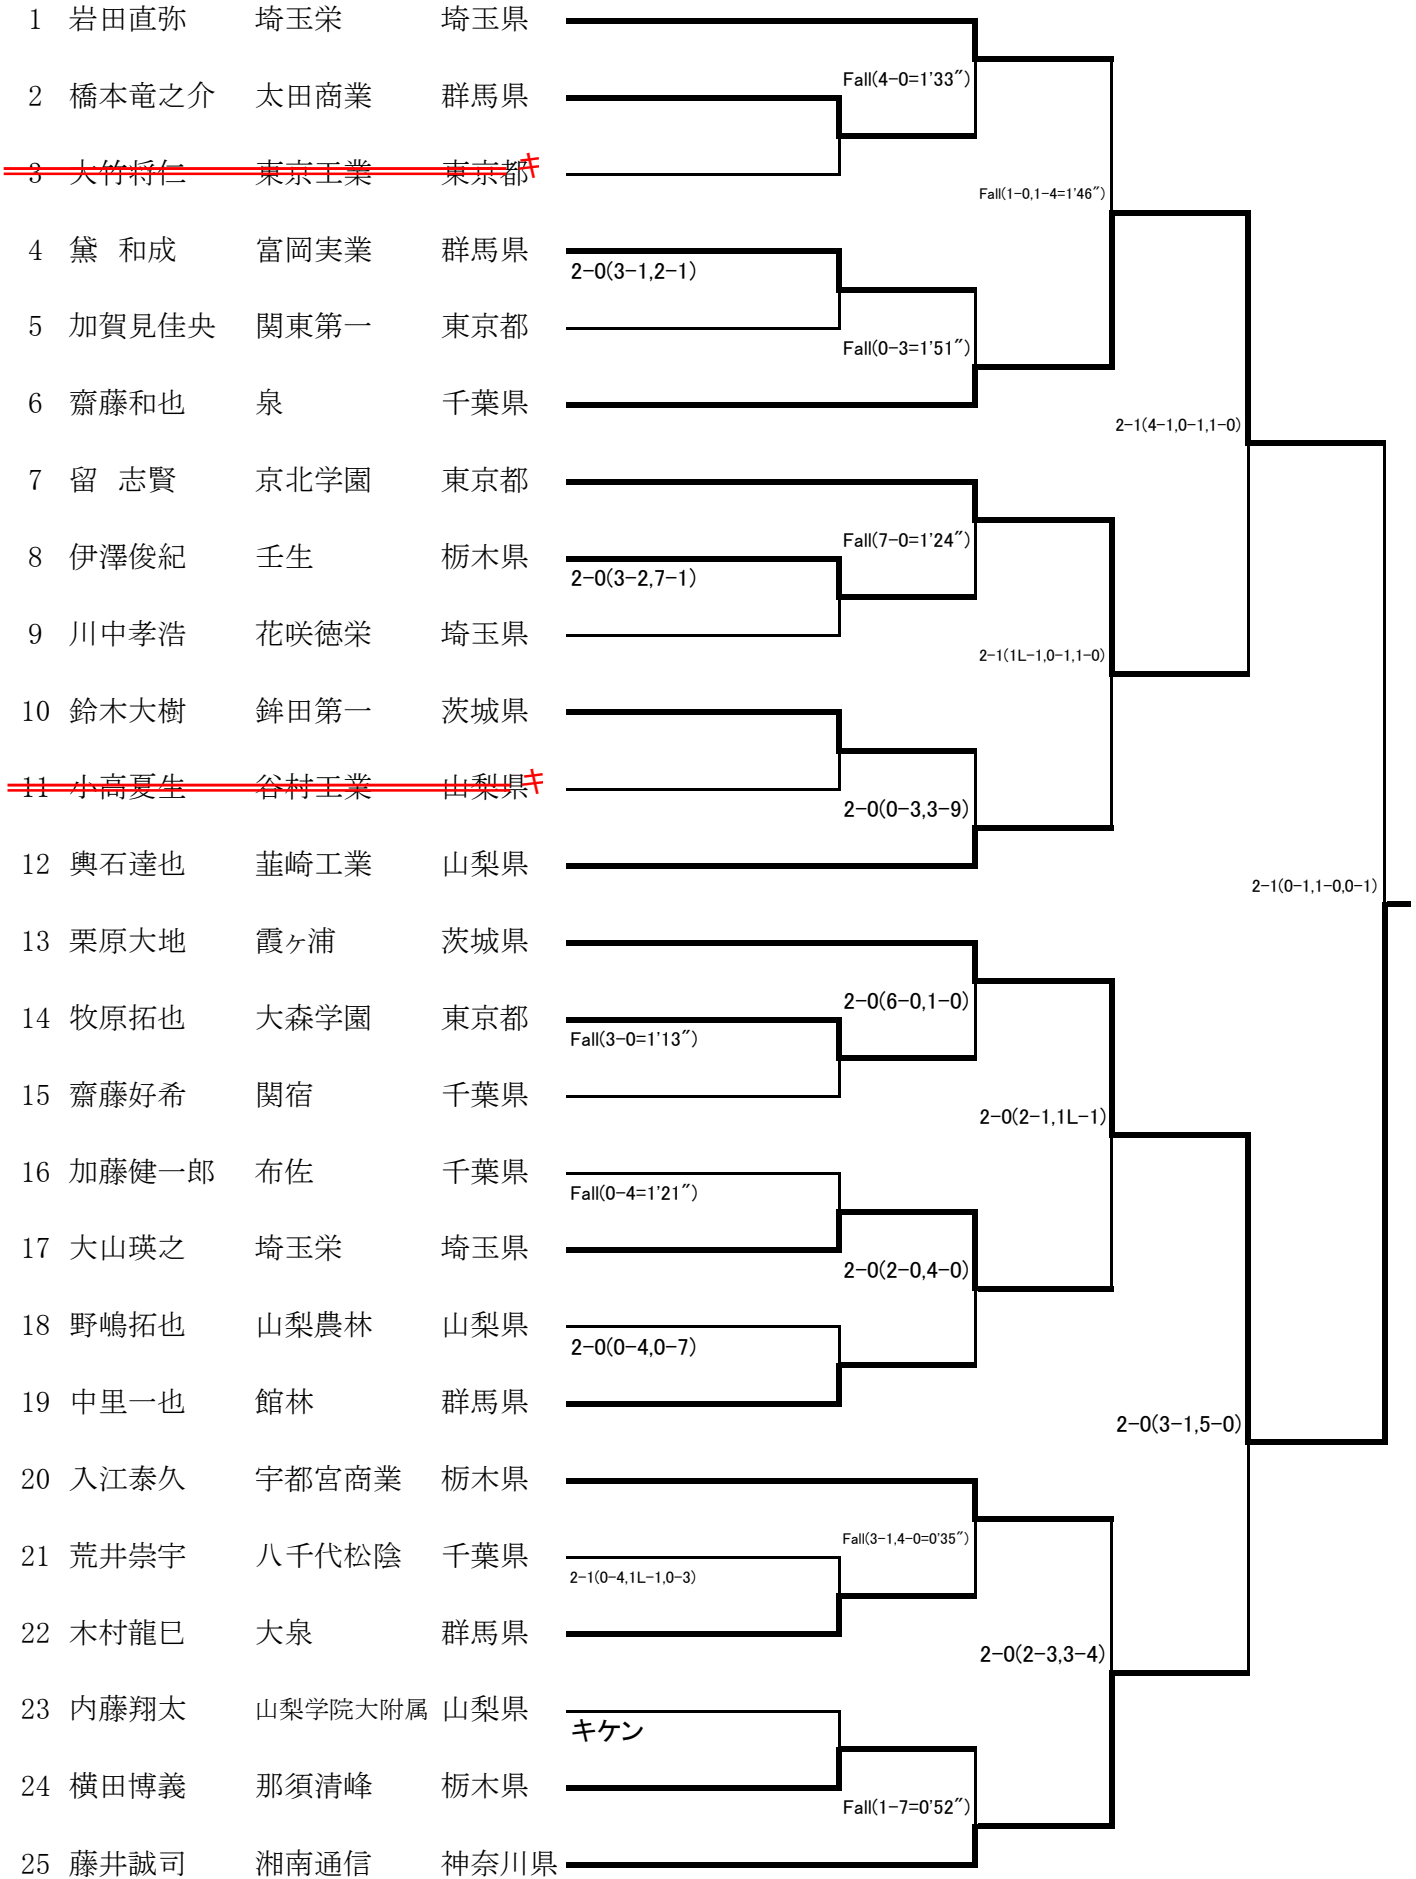 1 岩田直弥 埼玉栄 埼玉県
Fall(4-0=1'33")
2 橋本竜之介 太田商業 群馬県
3 大竹将仁 東京工業 東京都 キ
Fall(1-0,1-4=1'46")
4 黛 和成 富岡実業 群馬県
2-0(3-1,2-1)
5 加賀見佳央 関東第一 東京都
Fall(0-3=1'51")
6 齋藤和也 泉 千葉県
2-1(4-1,0-1,1-0)
7 留 志賢 京北学園 東京都
Fall(7-0=1'24")
8 伊澤俊紀 壬生 栃木県
2-0(3-2,7-1)
9 川中孝浩 花咲徳栄 埼玉県
2-1(1L-1,0-1,1-0)
10 鈴木大樹 鉾田第一 茨城県
11 小高夏生 谷村工業 山梨県 キ
2-0(0-3,3-9)
12 輿石達也 韮崎工業 山梨県
2-1(0-1,1-0,0-1)
13 栗原大地 霞ヶ浦 茨城県
2-0(6-0,1-0)
14 牧原拓也 大森学園 東京都
Fall(3-0=1'13")
15 齋藤好希 関宿 千葉県
2-0(2-1,1L-1)
16 加藤健一郎 布佐 千葉県
Fall(0-4=1'21")
17 大山瑛之 埼玉栄 埼玉県
2-0(2-0,4-0)
18 野嶋拓也 山梨農林 山梨県
2-0(0-4,0-7)
19 中里一也 館林 群馬県
2-0(3-1,5-0)
20 入江泰久 宇都宮商業 栃木県
Fall(3-1,4-0=0'35")
21 荒井崇宇 八千代松陰 千葉県
2-1(0-4,1L-1,0-3)
22 木村龍巳 大泉 群馬県
2-0(2-3,3-4)
23 内藤翔太 山梨学院大附属 山梨県
キケン
24 横田博義 那須清峰 栃木県
Fall(1-7=0'52")
25 藤井誠司 湘南通信 神奈川県